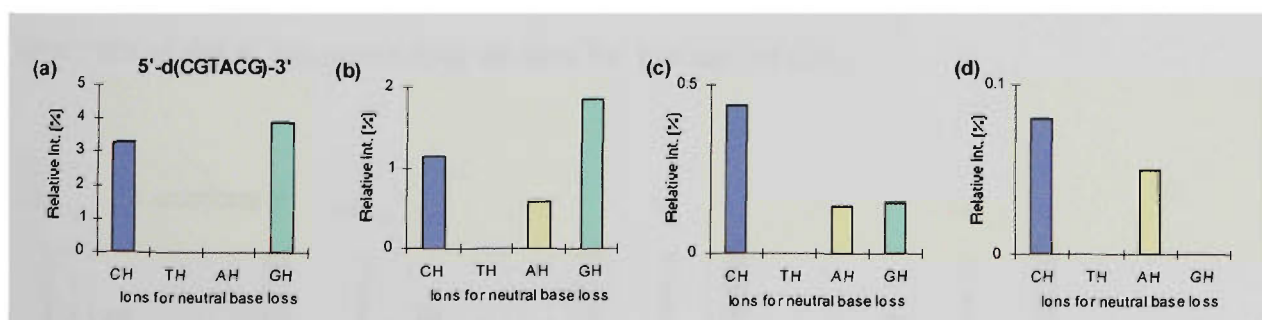 (a) 5'-d(CGTACG)-3'
Relative Int. [%]
5
4
3
2
1
0
CH TH AH GH
Ions for neutral base loss
(b)
Relative Int. [%]
2
1
0
CH TH AH GH
Ions for neutral base loss
(c)
Relative Int. [%]
0.5
0
CH TH AH GH
Ions for neutral base loss
(d)
Relative Int. [%]
0.1
0
CH TH AH GH
Ions for neutral base loss